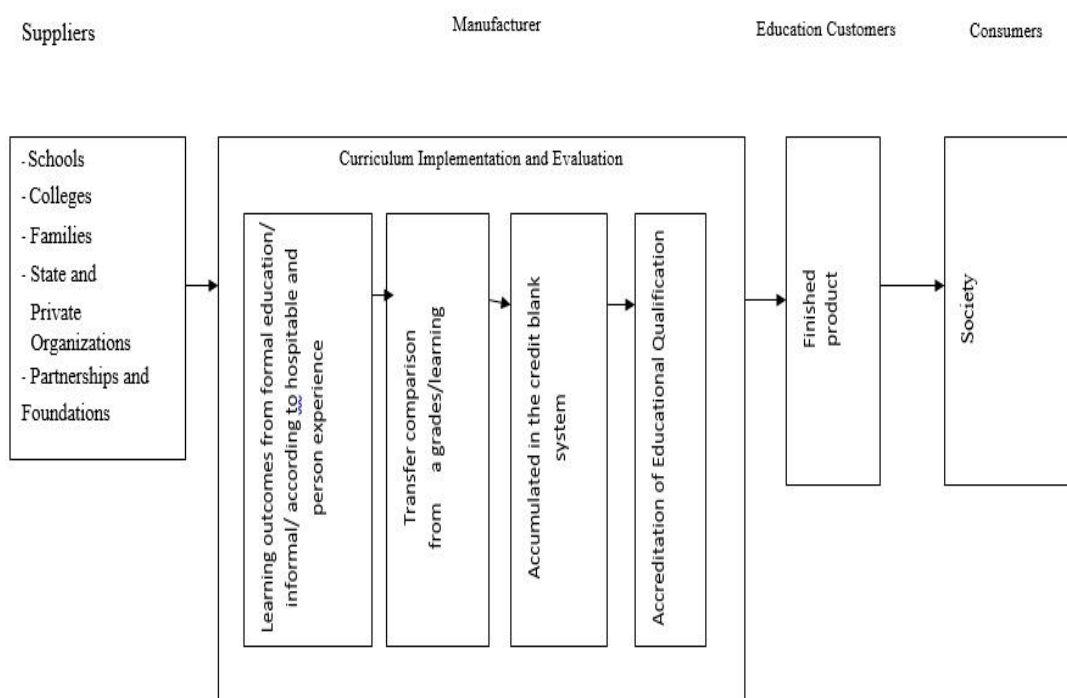 Suppliers
Manufacturer
Education Customers
Consumers
- Schools
- Colleges
- Families
- State and
Private
Organizations
- Partnerships and
Foundations
Curriculum Implementation and Evaluation
Learning outcomes from formal education/
informal/ according to hospitable and
person experience
Transfer comparison
from a grades/learning
Accumulated in the credit blank
system
Accreditation of Educational Qualification
Finished
product
Society